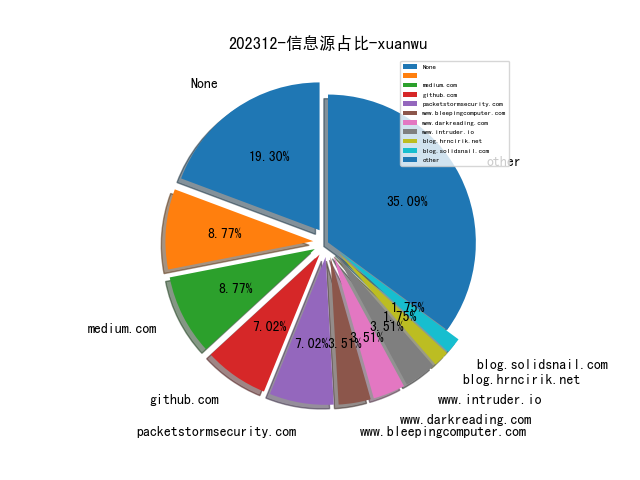 202312-信息源占比-xuanwu
None
medium.com
github.com
packetstormsecurity.com
www.bleepingcomputer.com
www.darkreading.com
www.intruder.io
blog.hrncirik.net
blog.solidsnail.com
other
None
other
19.30%
35.09%
8.77%
8.77%
7.02%
7.02%
3.51%
3.51%
3.51%
1.75%
1.75%
medium.com
github.com
packetstormsecurity.com
www.bleepingcomputer.com
www.darkreading.com
www.intruder.io
blog.hrncirik.net
blog.solidsnail.com